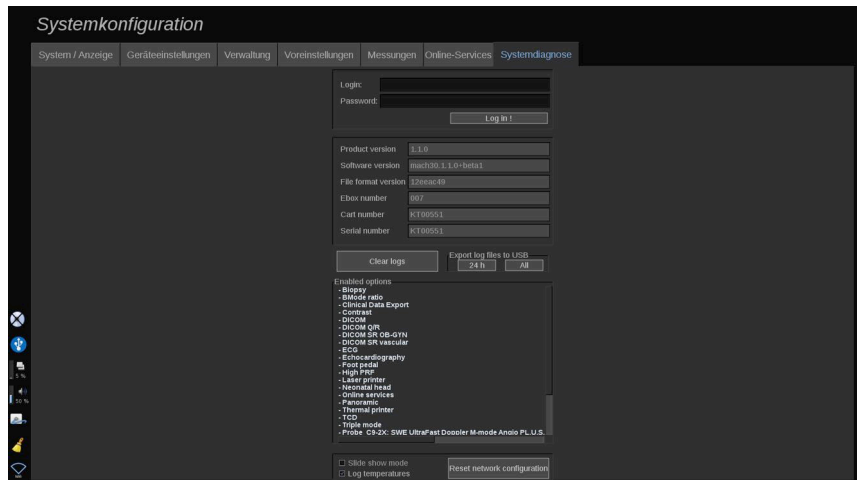 Systemkonfiguration
System / Anzeige Geräteeinstellungen Verwaltung Voreinstellungen Messungen Online-Services Systemdiagnose
Login:
Password:
Log In !
Product version 1.1.0
Software version mach30.1.1.0+beta1
File format version 12eeac49
Ebox number 007
Cart number KT00551
Serial number KT00551
Clear logs
Export log files to USB
24 h All
Enabled options
- Biopsy
- BMode ratio
- Clinical Data Export
- Contrast
- DICOM
- DICOM Q/R
- DICOM SR OB-GYN
- DICOM SR vascular
- ECG
- Echocardiography
- Foot pedal
- High PRF
- Laser printer
- Neonatal head
- Online services
- Panoramic
- Thermal printer
- TCD
- Triple mode
- Probe C9-2X: SWE UltraFast Doppler M-mode Angio PL.U.S.
5 %
50 %
Slide show mode
Log temperatures
Reset network configuration